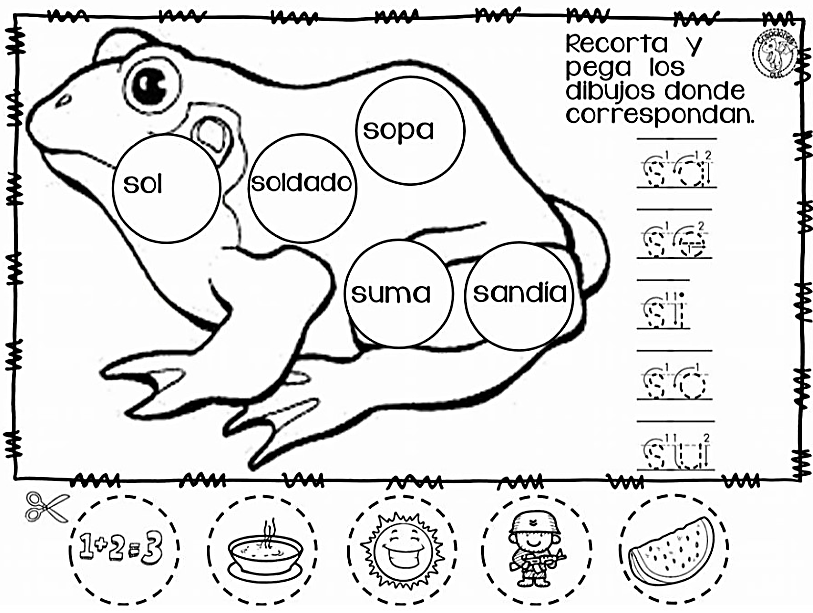 Recorta y
pega los
dibujos donde
correspondan.
sopa
sol
soldado
suma
sandía
sa
se
si
so
su
1+2=3